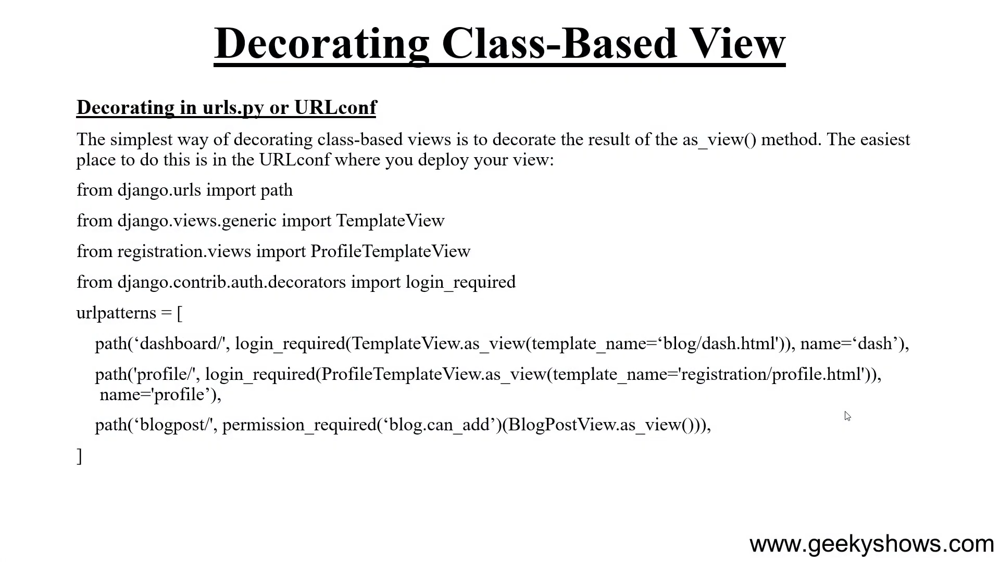 Decorating Class-Based View
Decorating in urls.py or URLconf
The simplest way of decorating class-based views is to decorate the result of the as_view() method. The easiest
place to do this is in the URLconf where you deploy your view:
from django.urls import path
from django.views.generic import TemplateView
from registration.views import ProfileTemplateView
from django.contrib.auth.decorators import login_required
urlpatterns = [
path(‘dashboard/', login_required(TemplateView.as_view(template_name=‘blog/dash.html')), name=‘dash’),
path('profile/', login_required(ProfileTemplateView.as_view(template_name='registration/profile.html')),
name='profile’),
path(‘blogpost/', permission_required(‘blog.can_add’)(BlogPostView.as_view())),
]
www.geekyshows.com